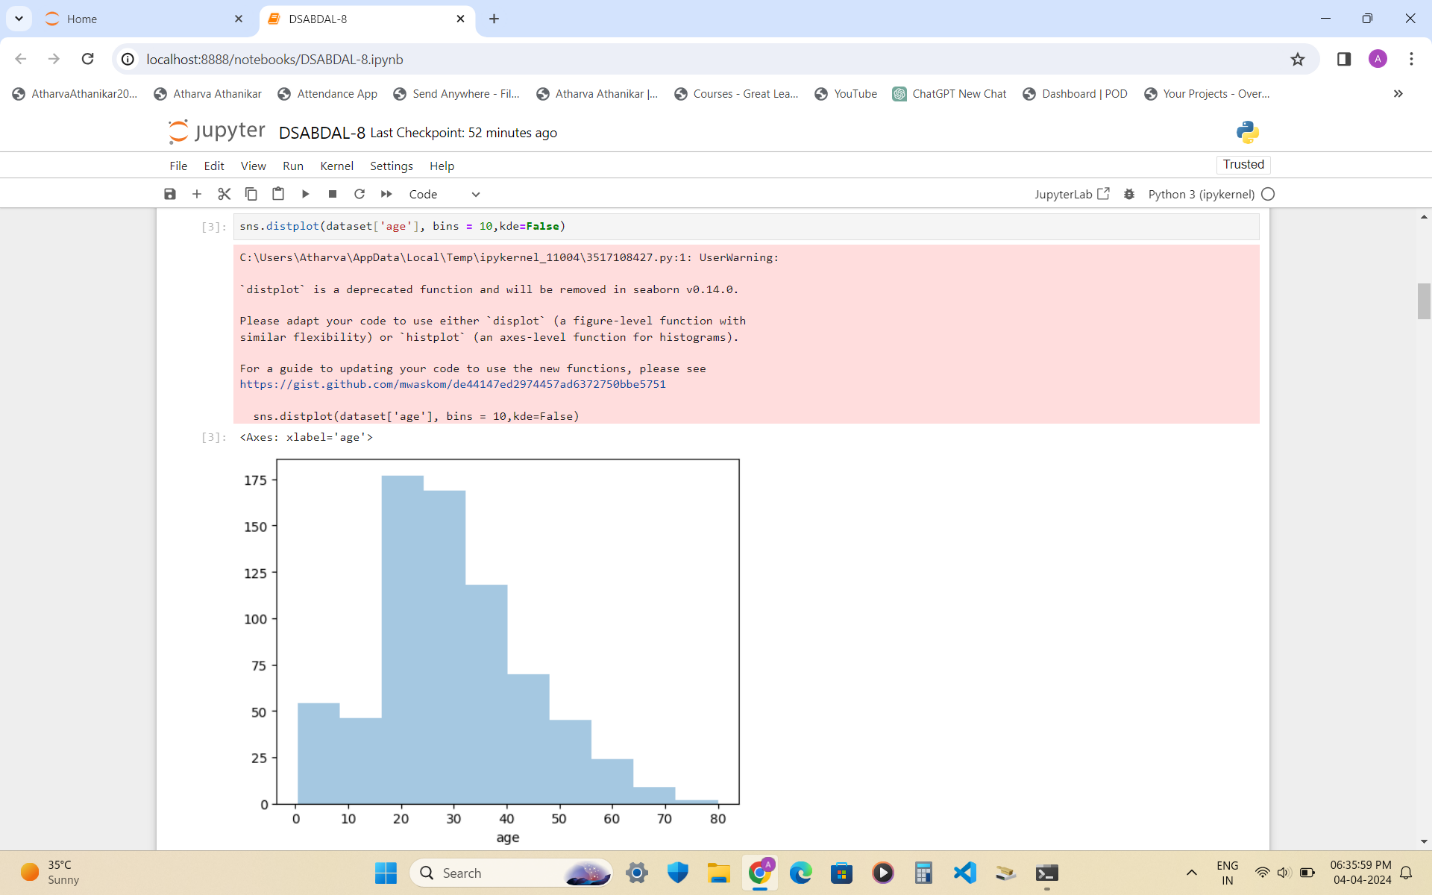 Home
DSABDAL-8
localhost:8888/notebooks/DSABDAL-8.ipynb
A
AtharvaAthanikar20... Atharva Athanikar Attendance App Send Anywhere - Fil... Atharva Athanikar |... Courses - Great Lea... YouTube ChatGPT New Chat Dashboard | POD Your Projects - Over...
jupyter DSABDAL-8 Last Checkpoint: 52 minutes ago
File Edit View Run Kernel Settings Help
Trusted
Code
JupyterLab Python 3 (ipykernel)
[3]: sns.distplot(dataset['age'], bins = 10,kde=False)
C:\Users\Atharva\AppData\Local\Temp\ipykernel_11004\3517108427.py:1: UserWarning:
`distplot` is a deprecated function and will be removed in seaborn v0.14.0.
Please adapt your code to use either `displot` (a figure-level function with
similar flexibility) or `histplot` (an axes-level function for histograms).
For a guide to updating your code to use the new functions, please see
https://gist.github.com/mwaskom/de44147ed2974457ad6372750bbe5751
sns.distplot(dataset['age'], bins = 10,kde=False)
[3]: <Axes: xlabel='age'>
175
150
125
100
75
50
25
0
0 10 20 30 40 50 60 70 80
age
35°C
Sunny
Search
A
ENG
IN
06:35:59 PM
04-04-2024